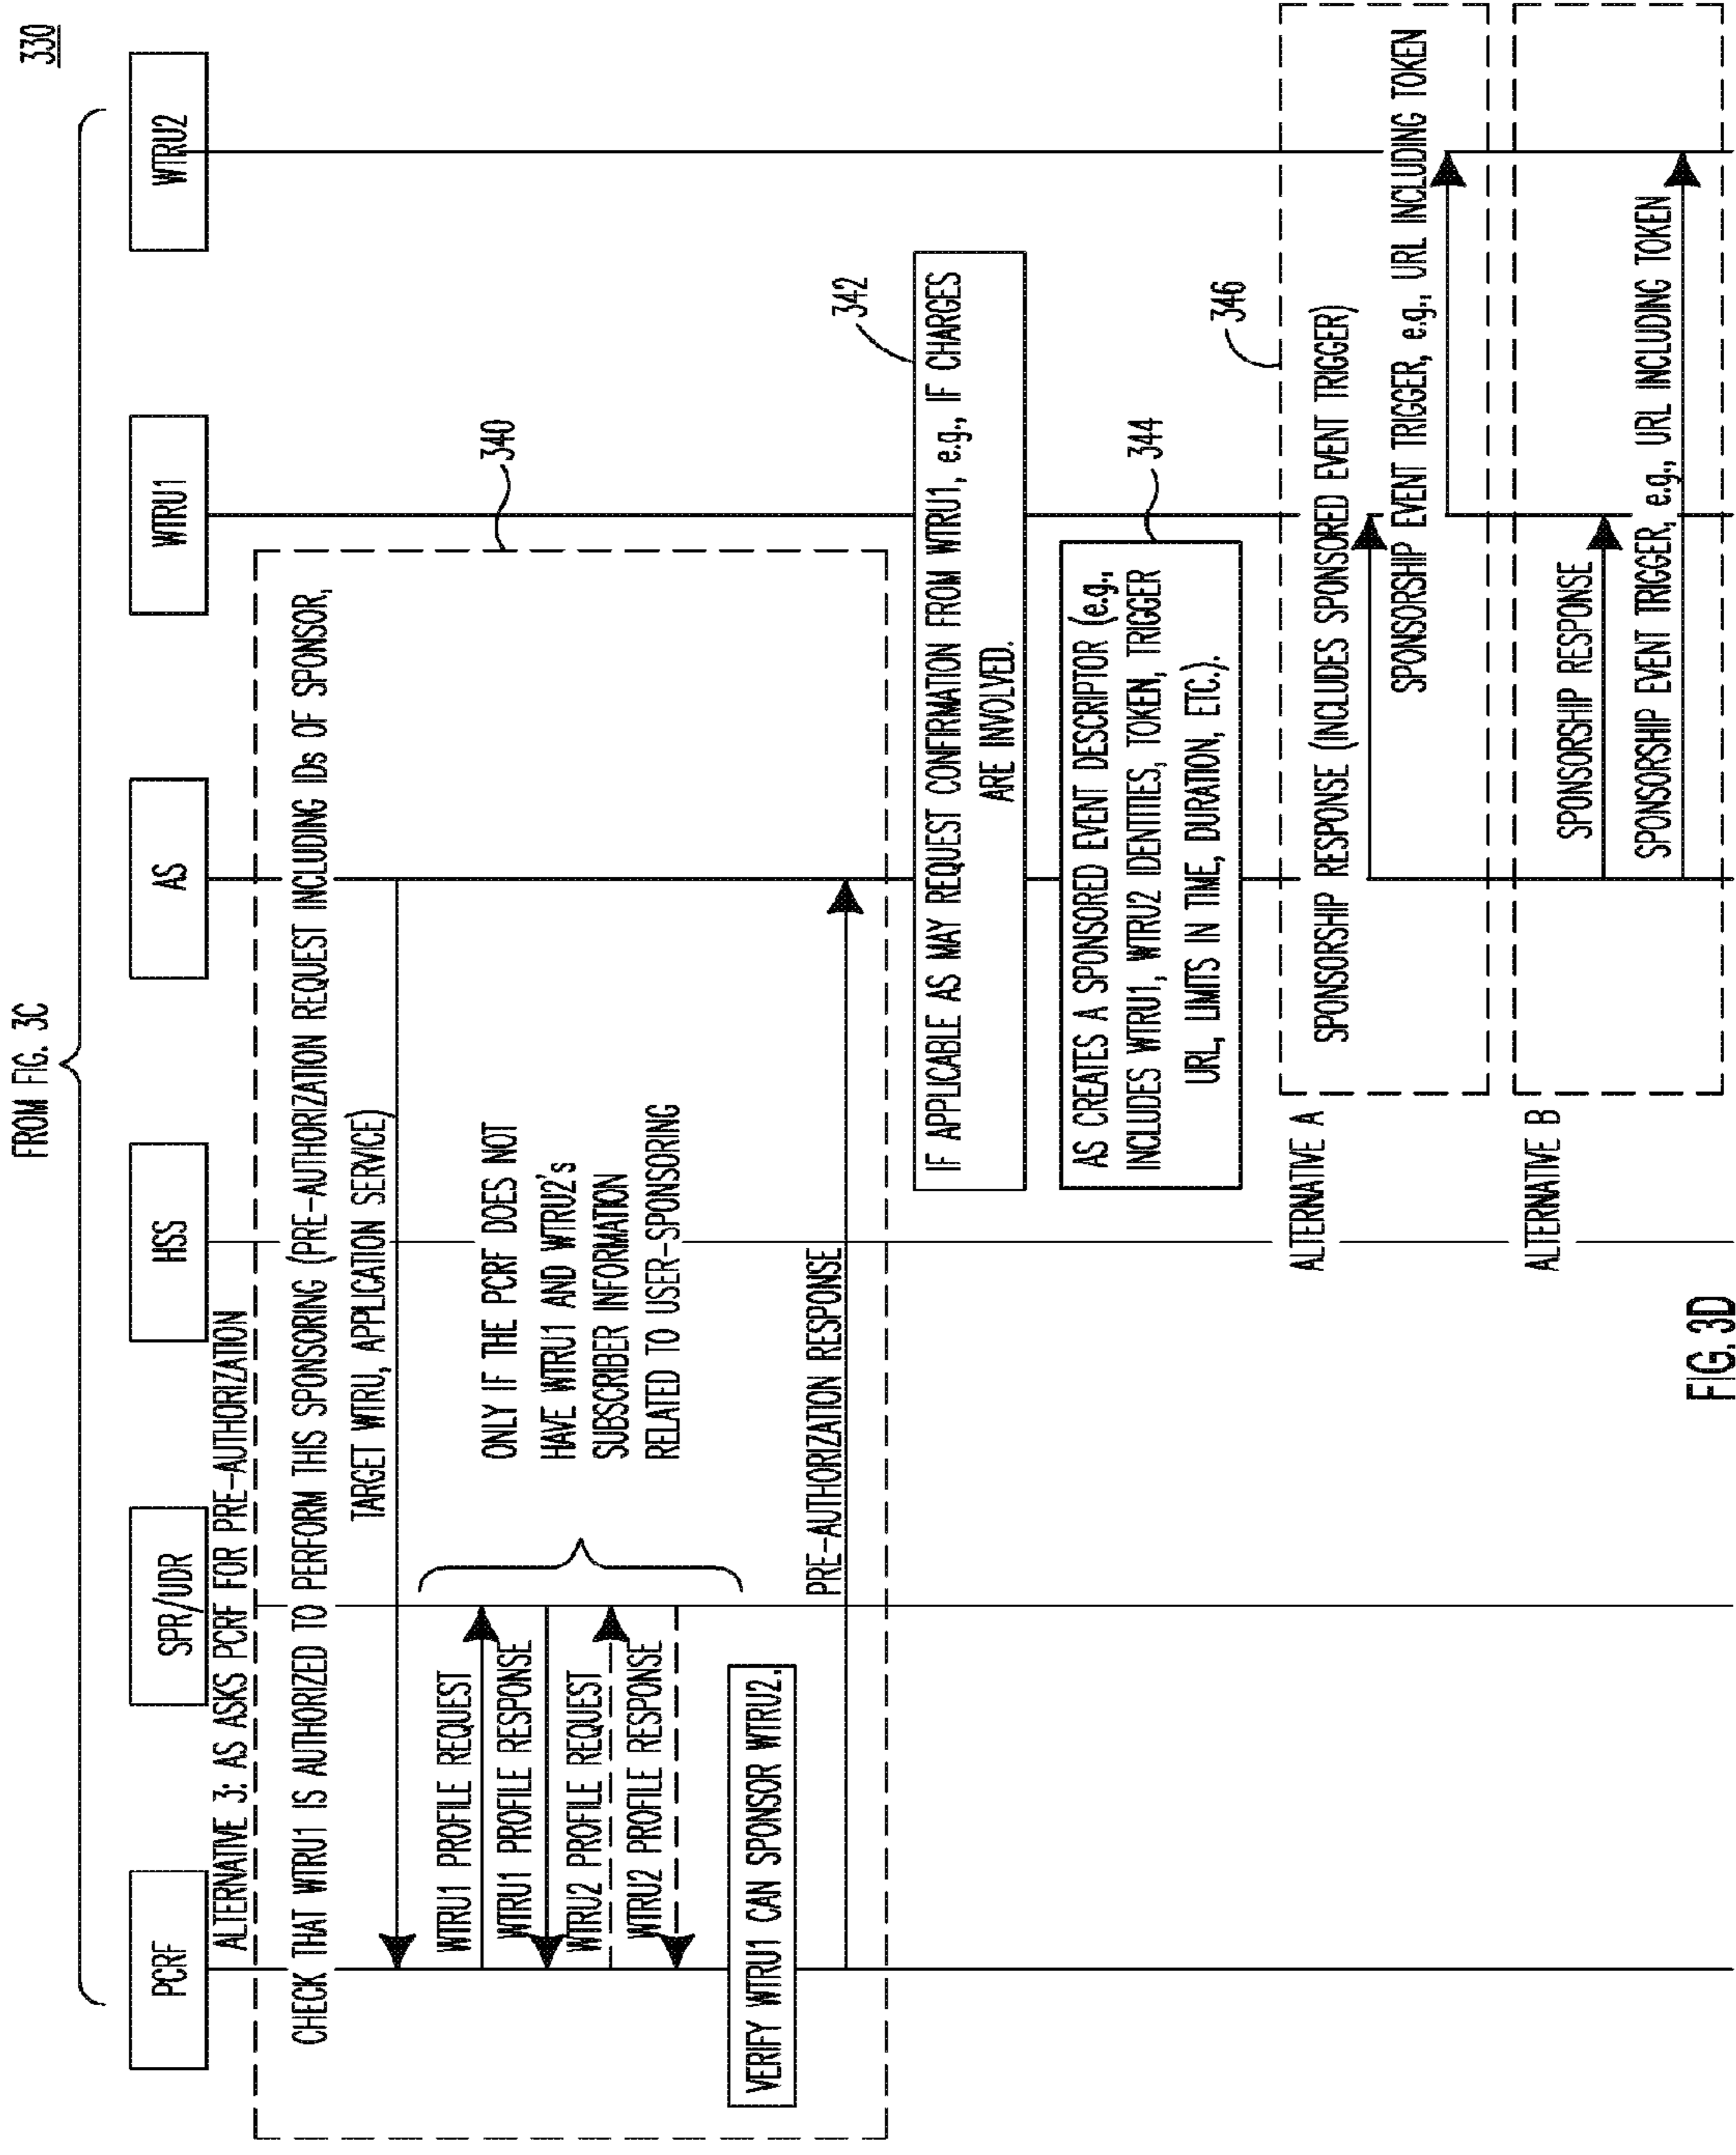 330
FROM FIG. 3C
PCRF
SPR/UDR
HSS
AS
WTRU1
WTRU2
ALTERNATIVE 3: AS ASKS PCRF FOR PRE-AUTHORIZATION
CHECK THAT WTRU1 IS AUTHORIZED TO PERFORM THIS SPONSORING (PRE-AUTHORIZATION REQUEST INCLUDING IDs OF SPONSOR,
TARGET WTRU, APPLICATION SERVICE)
340
WTRU1 PROFILE REQUEST
WTRU1 PROFILE RESPONSE
WTRU2 PROFILE REQUEST
WTRU2 PROFILE RESPONSE
ONLY IF THE PCRF DOES NOT
HAVE WTRU1 AND WTRU2's
SUBSCRIBER INFORMATION
RELATED TO USER-SPONSORING
VERIFY WTRU1 CAN SPONSOR WTRU2.
PRE-AUTHORIZATION RESPONSE
342
IF APPLICABLE AS MAY REQUEST CONFIRMATION FROM WTRU1, e.g., IF CHARGES
ARE INVOLVED.
344
AS CREATES A SPONSORED EVENT DESCRIPTOR (e.g.,
INCLUDES WTRU1, WTRU2 IDENTITIES, TOKEN, TRIGGER
URL, LIMITS IN TIME, DURATION, ETC.).
346
ALTERNATIVE A
SPONSORSHIP RESPONSE (INCLUDES SPONSORED EVENT TRIGGER)
SPONSORSHIP EVENT TRIGGER, e.g., URL INCLUDING TOKEN
ALTERNATIVE B
SPONSORSHIP RESPONSE
SPONSORSHIP EVENT TRIGGER, e.g., URL INCLUDING TOKEN
FIG. 3D